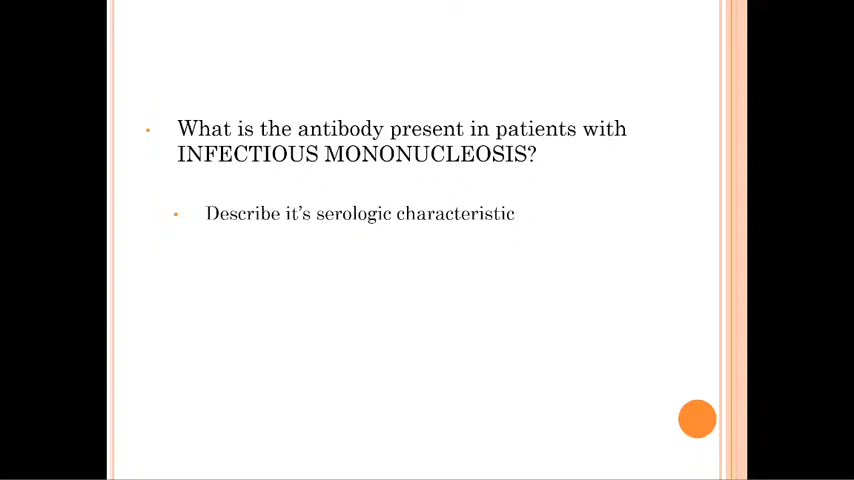 What is the antibody present in patients with
INFECTIOUS MONONUCLEOSIS?
Describe it's serologic characteristic